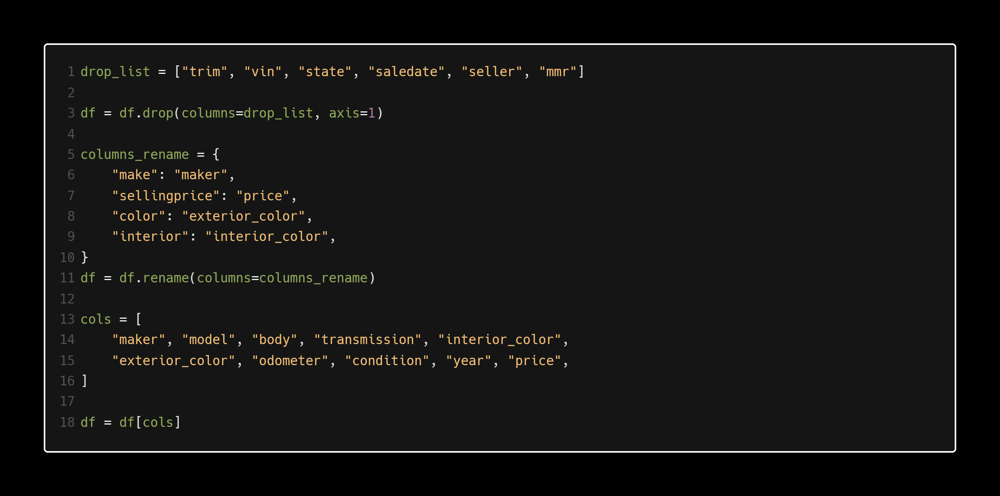 1 drop_list = ["trim", "vin", "state", "saledate", "seller", "mmr"]
2
3 df = df.drop(columns=drop_list, axis=1)
4
5 columns_rename = {
6     "make": "maker",
7     "sellingprice": "price",
8     "color": "exterior_color",
9     "interior": "interior_color",
10 }
11 df = df.rename(columns=columns_rename)
12
13 cols = [
14     "maker", "model", "body", "transmission", "interior_color",
15     "exterior_color", "odometer", "condition", "year", "price",
16 ]
17
18 df = df[cols]